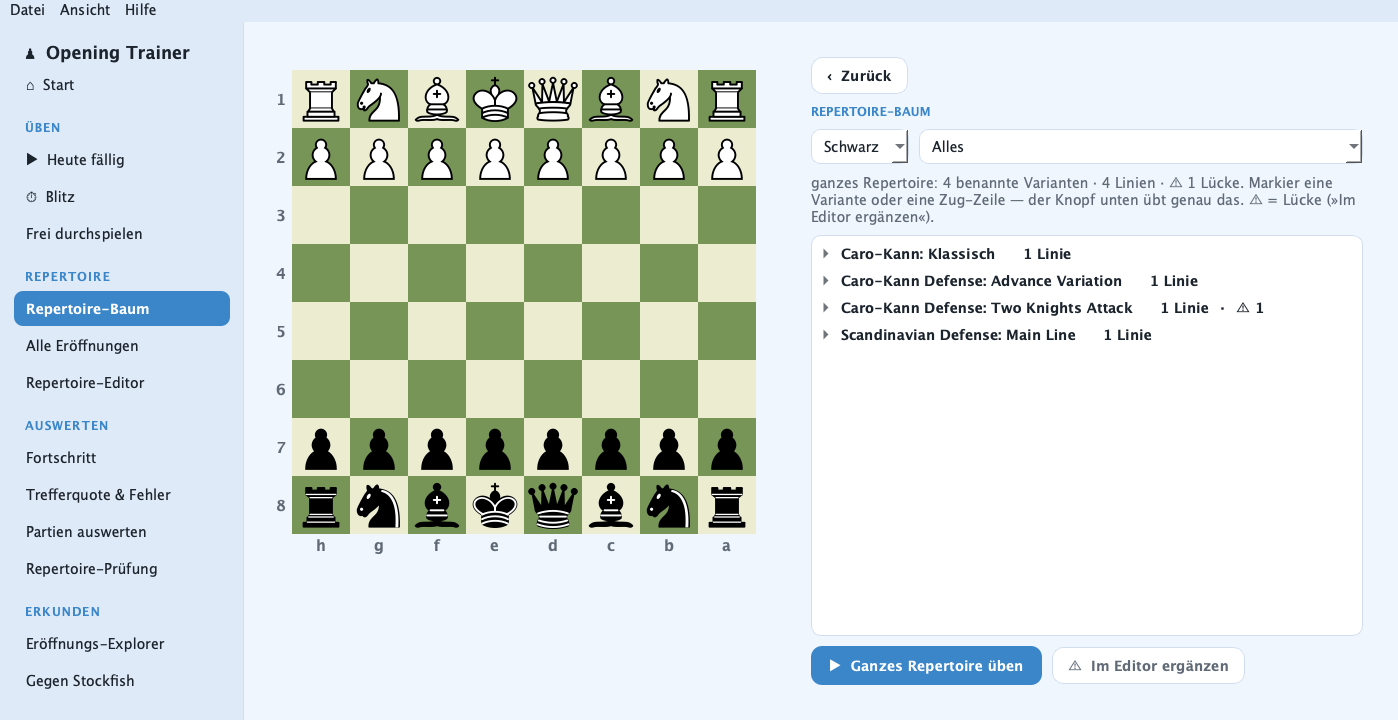 Datei Ansicht Hilfe
♟ Opening Trainer
⌂ Start
ÜBEN
▶ Heute fällig
⏱ Blitz
Frei durchspielen
REPERTOIRE
Repertoire-Baum
Alle Eröffnungen
Repertoire-Editor
AUSWERTEN
Fortschritt
Trefferquote & Fehler
Partien auswerten
Repertoire-Prüfung
ERKUNDEN
Eröffnungs-Explorer
Gegen Stockfish
1
2
3
4
5
6
7
8
h g f e d c b a
‹ Zurück
REPERTOIRE-BAUM
Schwarz Alles
ganzes Repertoire: 4 benannte Varianten · 4 Linien · ⚠ 1 Lücke. Markier eine
Variante oder eine Zug-Zeile — der Knopf unten übt genau das. ⚠ = Lücke (»Im
Editor ergänzen«).
Caro-Kann: Klassisch 1 Linie
Caro-Kann Defense: Advance Variation 1 Linie
Caro-Kann Defense: Two Knights Attack 1 Linie · ⚠ 1
Scandinavian Defense: Main Line 1 Linie
▶ Ganzes Repertoire üben ⚠ Im Editor ergänzen